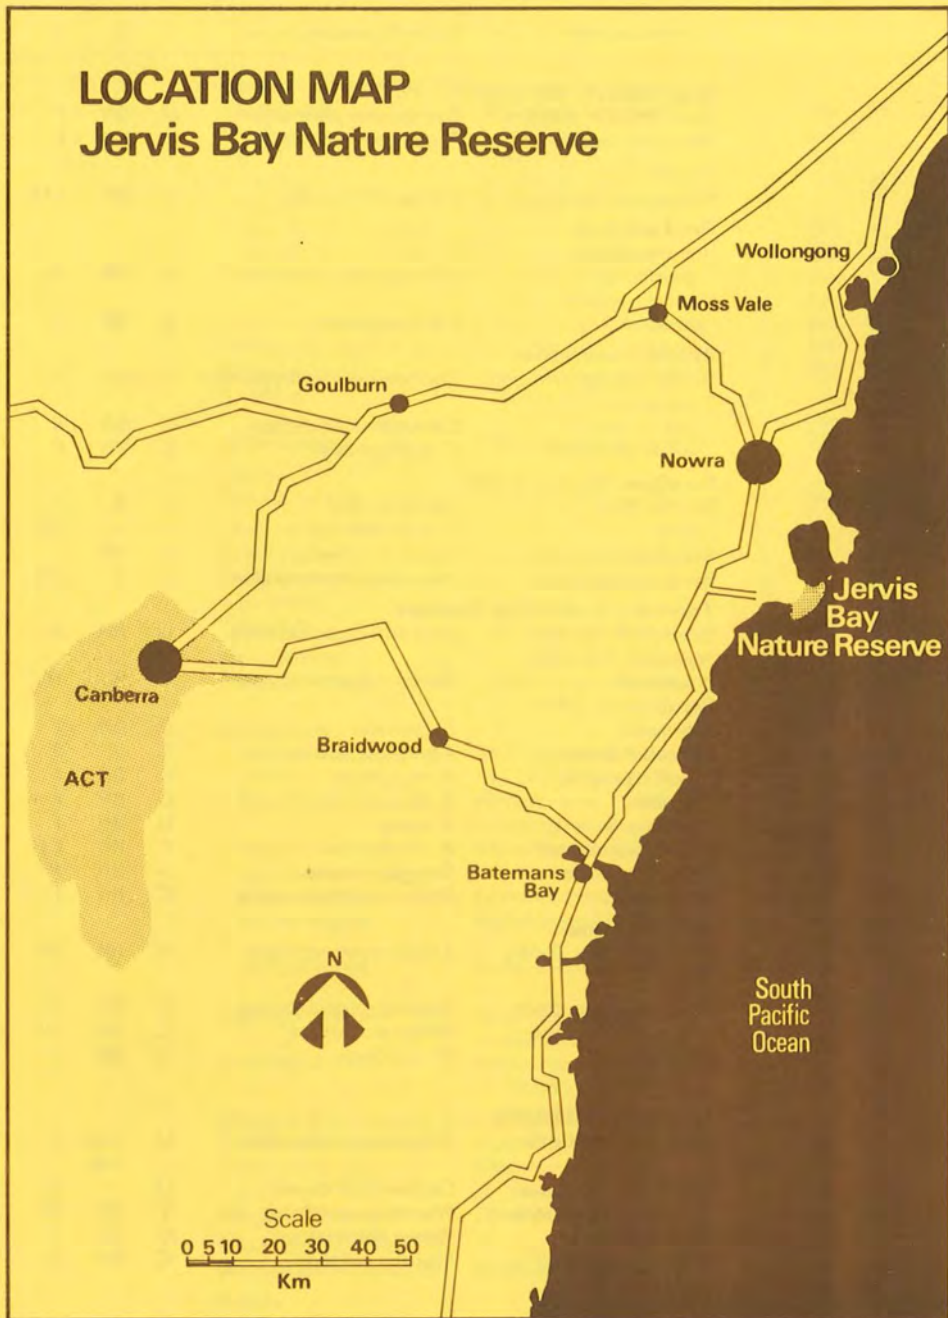 LOCATION MAP
Jervis Bay Nature Reserve
Wollongong
Moss Vale
Goulburn
Nowra
Jervis
Bay
Nature Reserve
Canberra
Braidwood
ACT
Batemans
Bay
N
South
Pacific
Ocean
Scale
0 5 10 20 30 40 50
Km